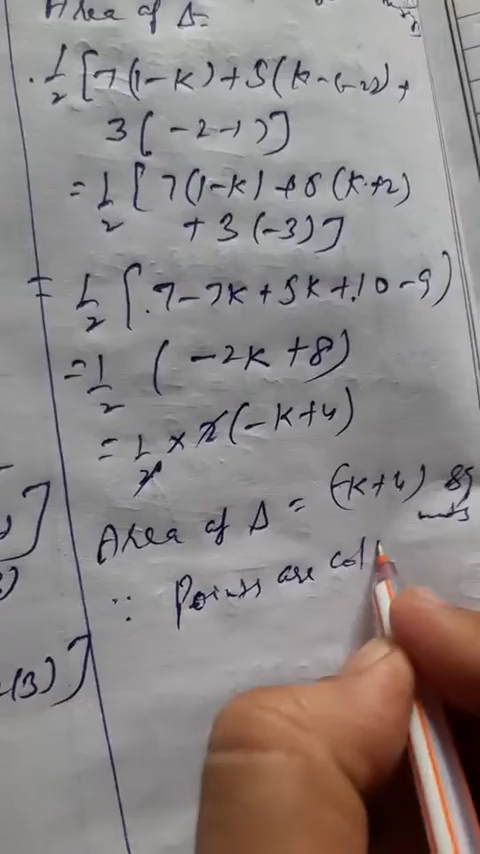 Area of Δ=
1/2 [7(1-k)+5(k-(-2))+
3(-2-1)]
= 1/2 [7(1-k)+5(k+2)
+3(-3)]
= 1/2 [7-7k+5k+10-9]
= 1/2 (-2k+8)
= 1/2 × 2(-k+4)
Area of Δ = (-k+4) sq
units
∵ Points are col
]
)
-(3)]